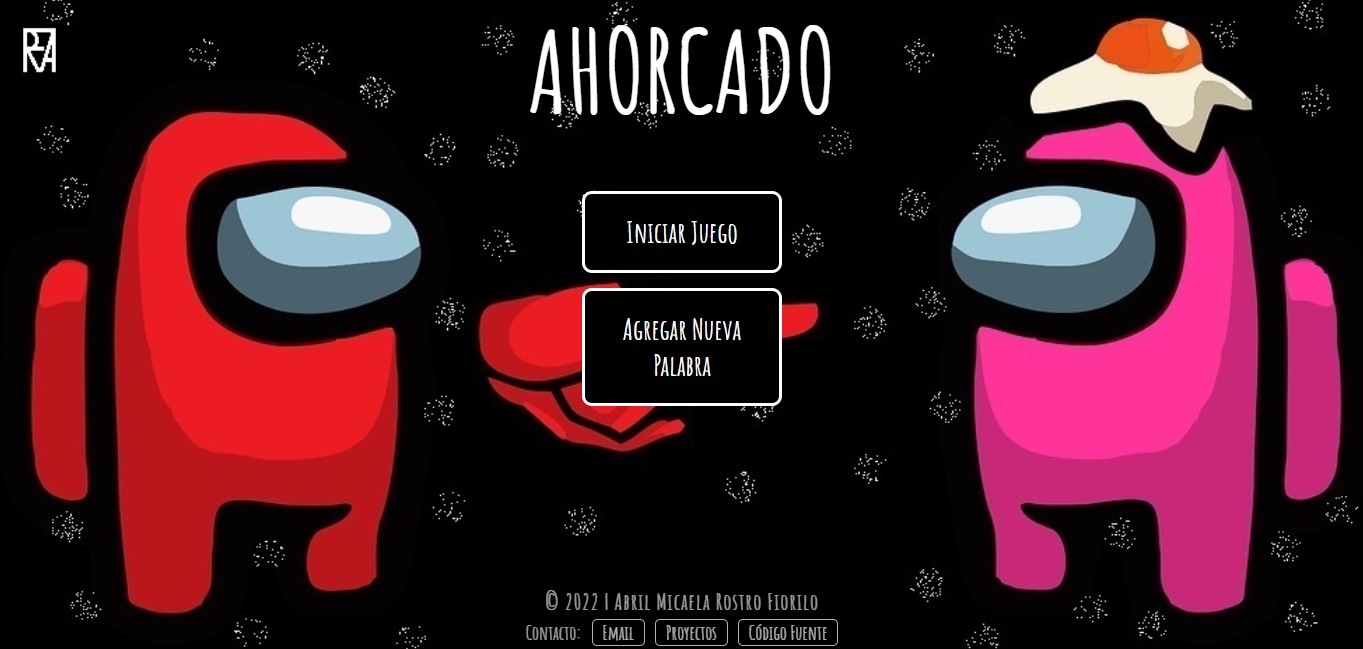 AHORCADO
Iniciar Juego
Agregar Nueva
Palabra
© 2022 | Abril Micaela Rostro Fiorilo
Contacto: Email Proyectos Código Fuente